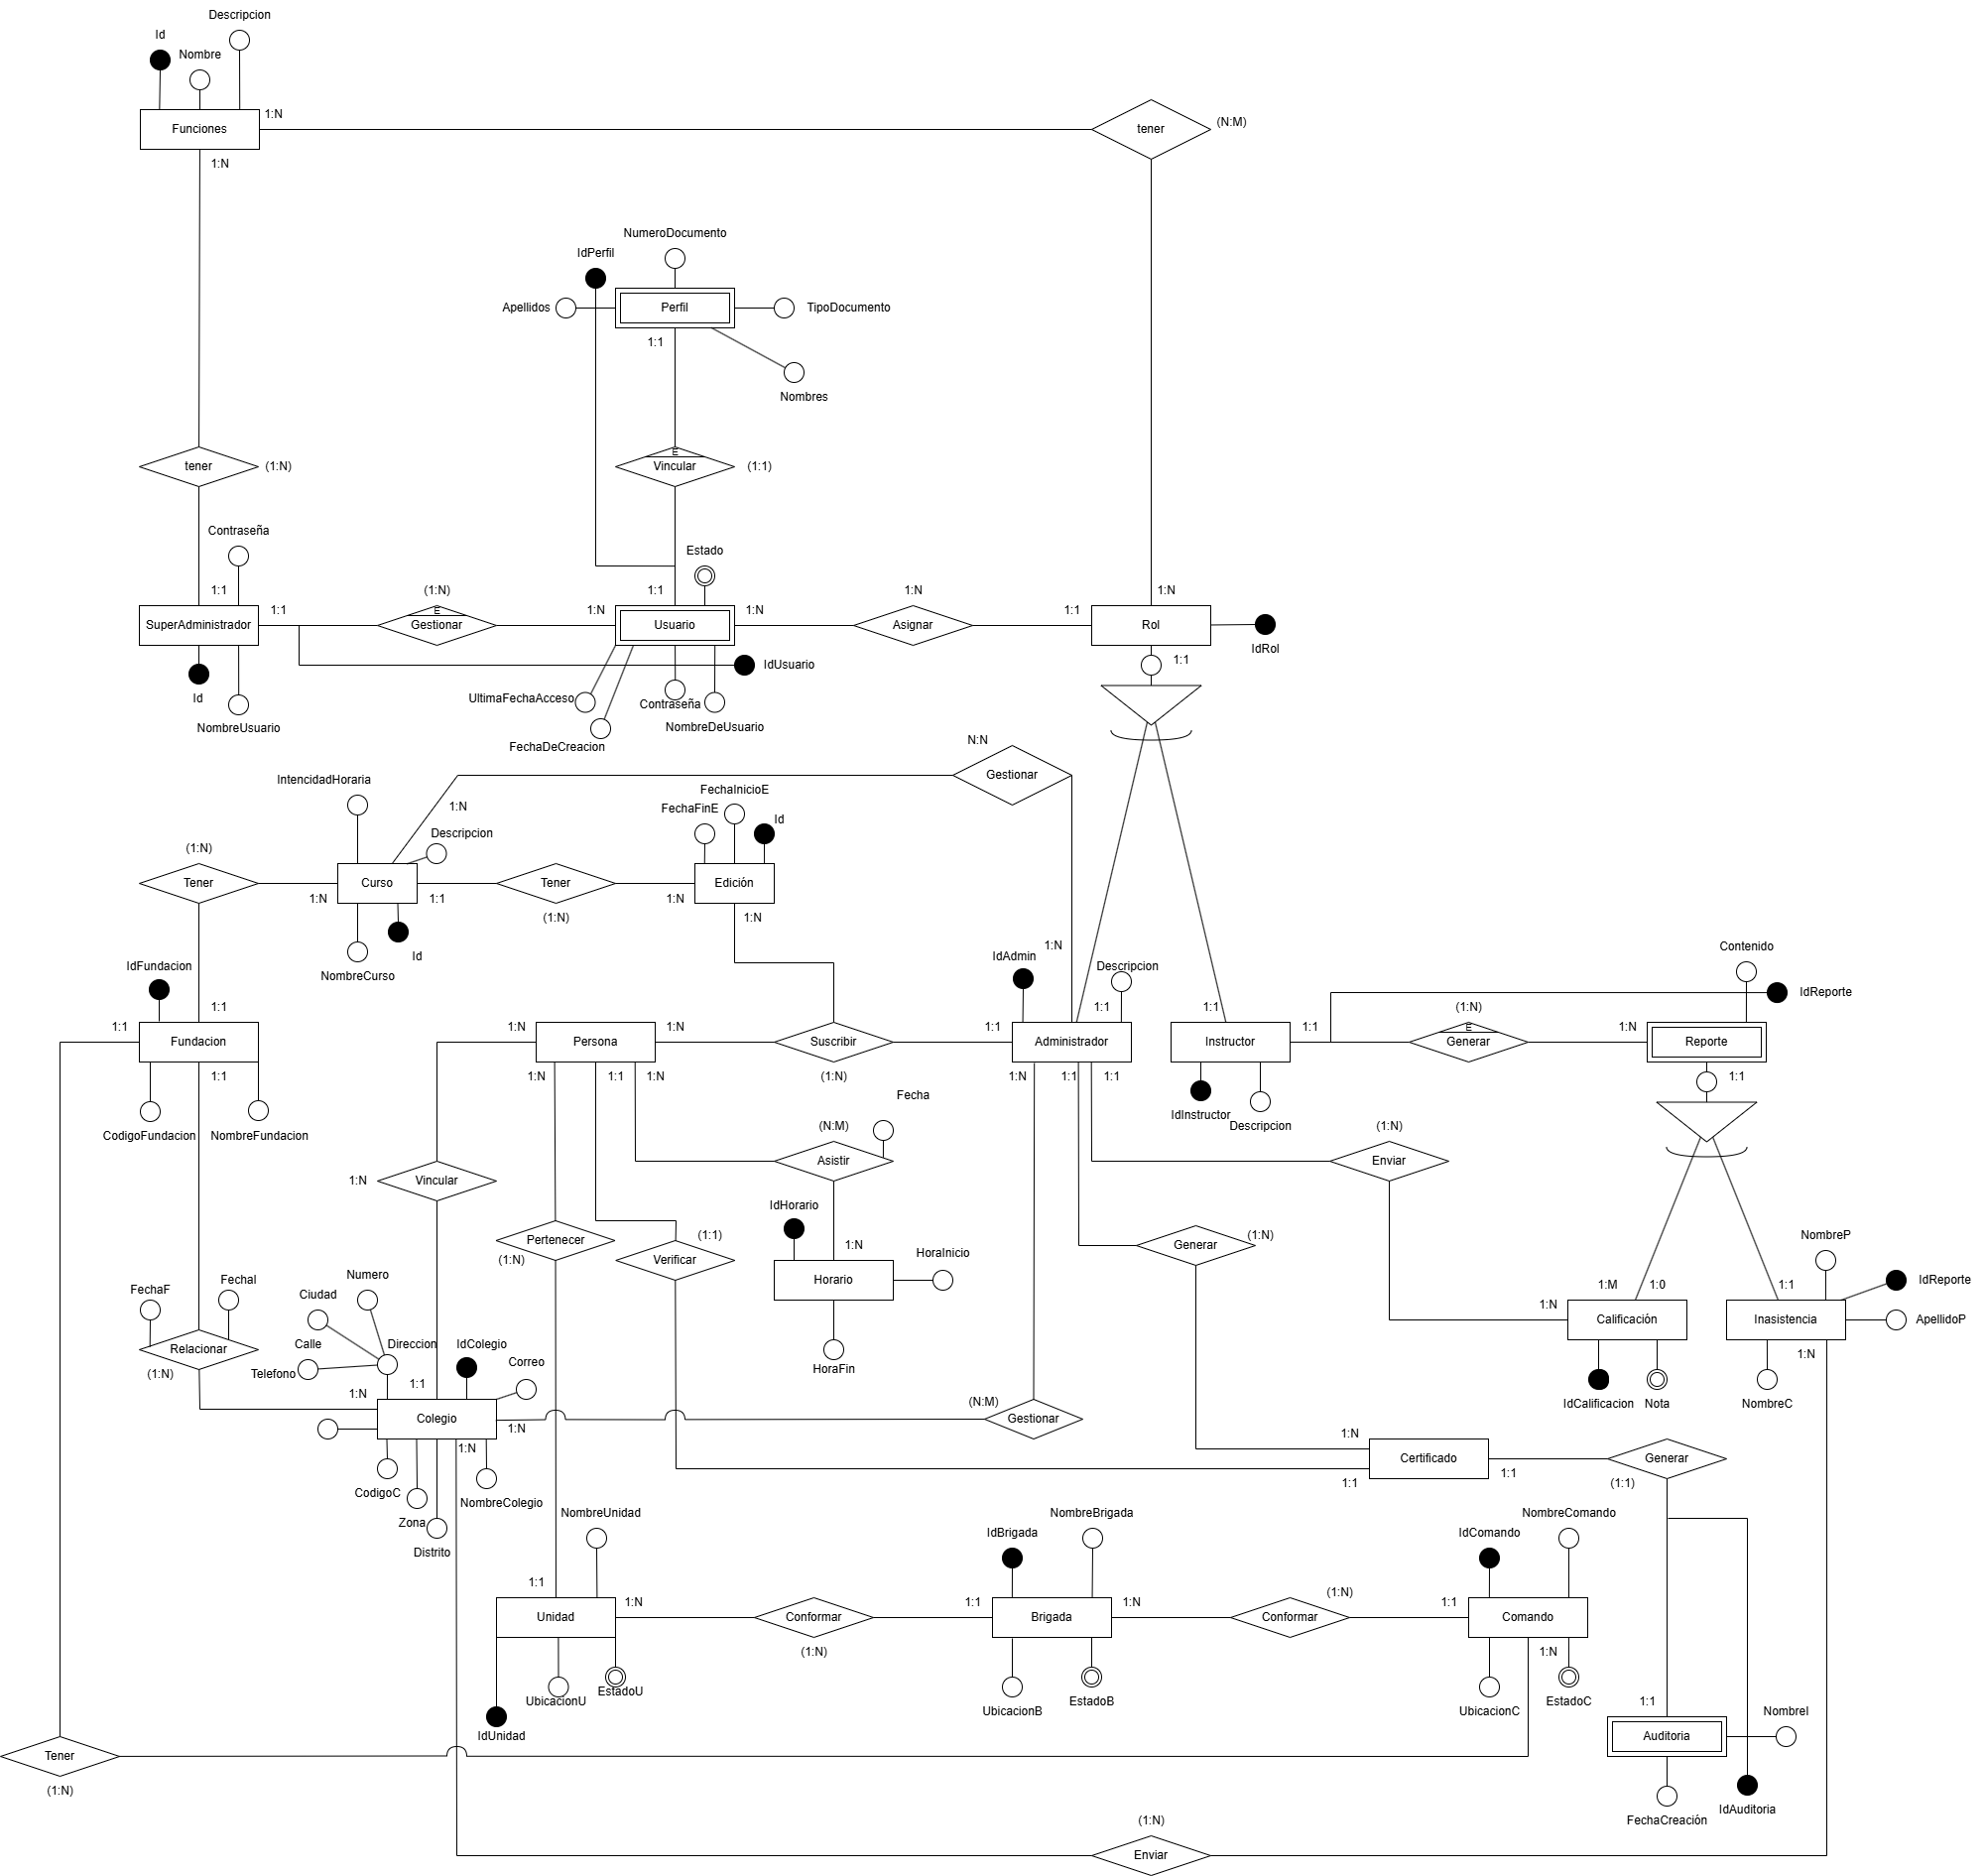 Descripcion
Id
Nombre
1:N
Funciones
tener
(N:M)
1:N
NumeroDocumento
IdPerfil
Apellidos
Perfil
TipoDocumento
1:1
Nombres
tener
(1:N)
E
Vincular
(1:1)
Contraseña
Estado
1:1
(1:N)
1:1
1:N
1:N
SuperAdministrador
1:1
E
Gestionar
1:N
Usuario
1:N
Asignar
1:1
Rol
IdRol
1:1
IdUsuario
Id
UltimaFechaAcceso
Contraseña
NombreUsuario
NombreDeUsuario
FechaDeCreacion
N:N
Gestionar
IntencidadHoraria
FechaInicioE
1:N
FechaFinE
Id
Descripcion
(1:N)
Tener
Curso
Tener
Edición
1:N
1:1
1:N
(1:N)
1:N
Id
NombreCurso
1:N
IdFundacion
IdAdmin
Descripcion
Contenido
IdReporte
1:1
1:1
1:1
(1:N)
1:1
1:N
1:N
1:1
1:1
1:N
Fundacion
Persona
Suscribir
Administrador
Instructor
E
Generar
Reporte
1:1
1:N
1:1
1:N
(1:N)
1:N
1:1
1:1
1:1
Fecha
CodigoFundacion
NombreFundacion
IdInstructor
Descripcion
(N:M)
(1:N)
Asistir
Enviar
1:N
Vincular
IdHorario
Pertenecer
(1:N)
(1:1)
Verificar
1:N
HoraInicio
Generar
(1:N)
NombreP
Horario
IdReporte
FechaF
FechaI
Ciudad
Numero
1:M
1:0
1:1
1:N
Calificación
Inasistencia
ApellidoP
Relacionar
(1:N)
Calle
Direccion
IdColegio
Correo
Telefono
HoraFin
1:N
1:1
1:N
IdCalificacion
Nota
NombreC
(N:M)
Colegio
1:N
Gestionar
1:N
1:N
Certificado
Generar
1:1
1:1
(1:1)
CodigoC
NombreColegio
Zona
Distrito
NombreUnidad
IdBrigada
NombreBrigada
IdComando
NombreComando
1:1
(1:N)
1:N
1:1
1:N
1:1
Unidad
Conformar
Brigada
Conformar
Comando
(1:N)
1:N
UbicacionU
EstadoU
UbicacionB
EstadoB
UbicacionC
EstadoC
IdUnidad
1:1
NombreI
Auditoria
Tener
(1:N)
IdAuditoria
FechaCreación
(1:N)
Enviar